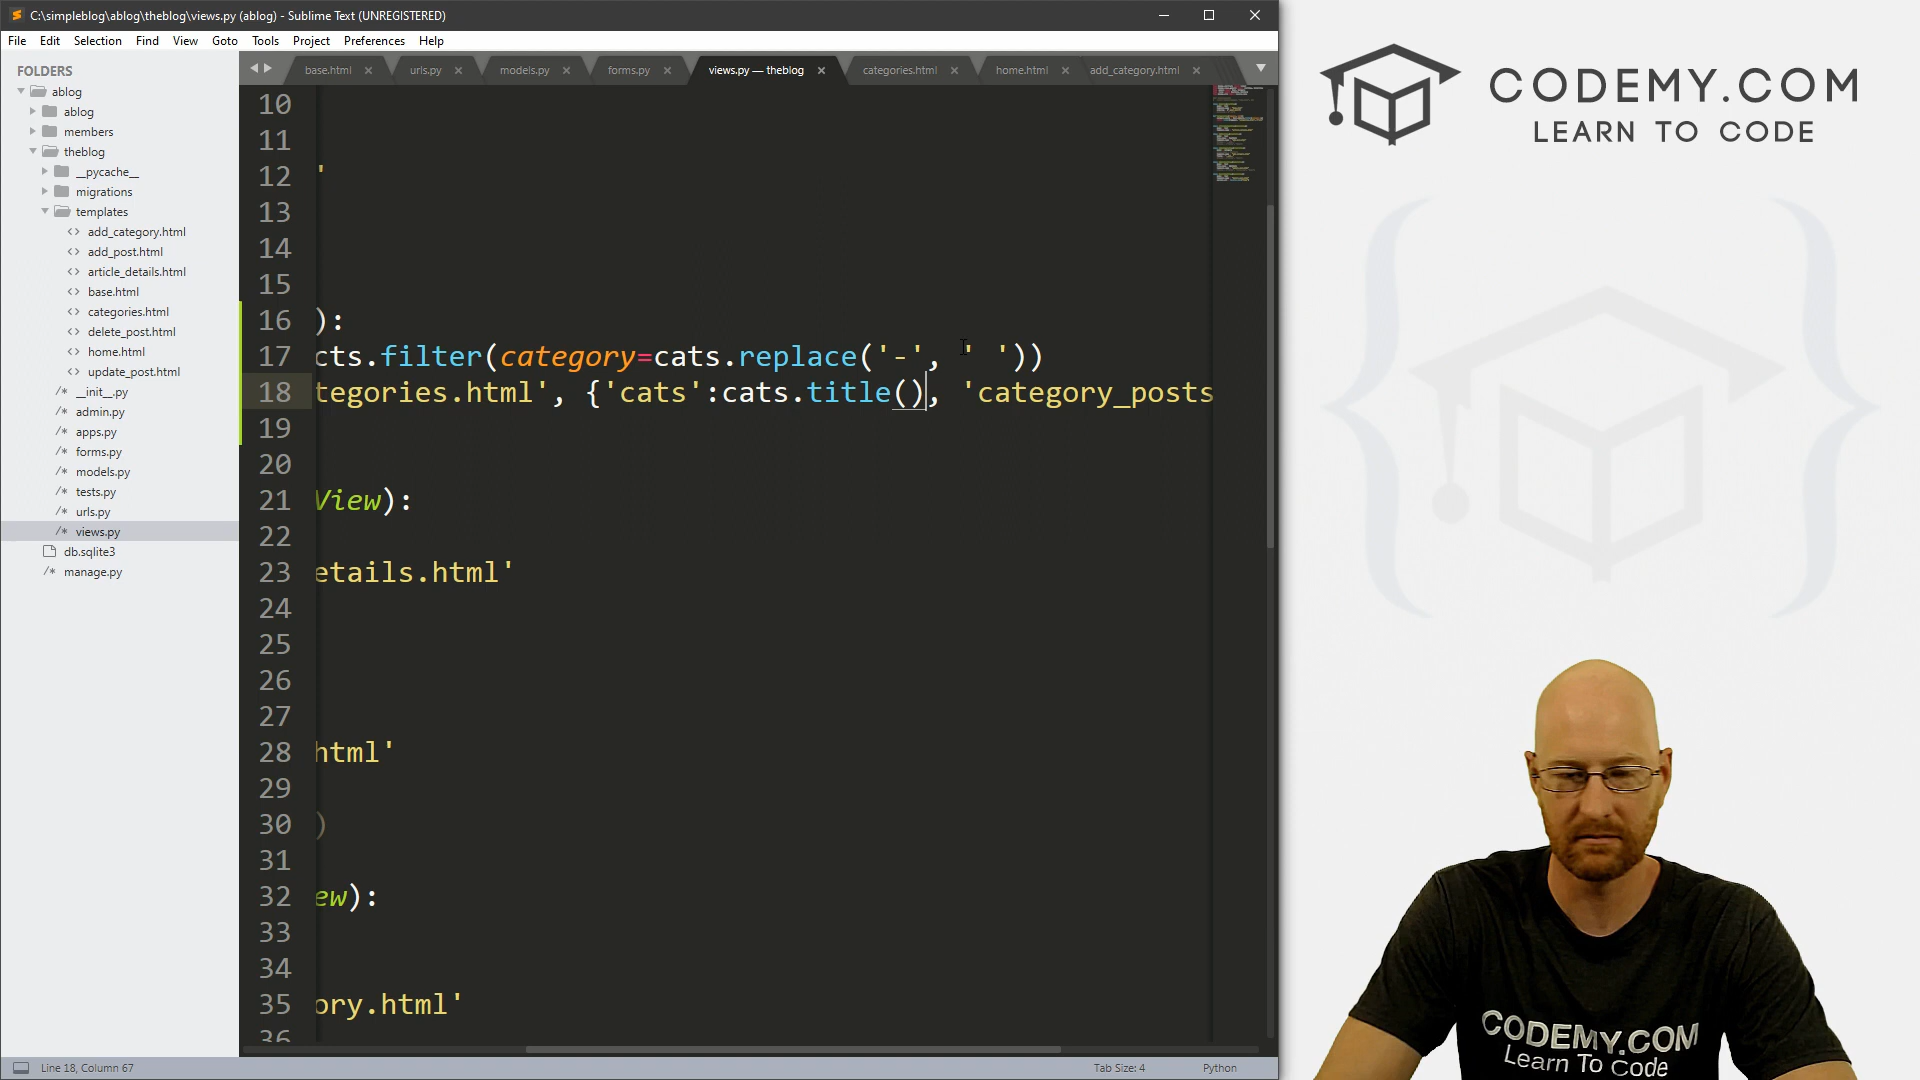 C:\simpleblog\ablog\theblog\views.py (ablog) - Sublime Text (UNREGISTERED)
File Edit Selection Find View Goto Tools Project Preferences Help
FOLDERS
ablog
ablog
members
theblog
__pycache__
migrations
templates
add_category.html
add_post.html
article_details.html
base.html
categories.html
delete_post.html
home.html
update_post.html
__init__.py
admin.py
apps.py
forms.py
models.py
tests.py
urls.py
views.py
db.sqlite3
manage.py
base.html urls.py models.py forms.py views.py — theblog categories.html home.html add_category.html
10
11
12 '
13
14
15
16 ):
17 cts.filter(category=cats.replace('-', ' '))
18 tegories.html', {'cats':cats.title(), 'category_posts
19
20
21 View):
22
23 etails.html'
24
25
26
27
28 html'
29
30 )
31
32 ew):
33
34
35 ory.html'
36
Line 18, Column 67
Tab Size: 4
Python
CODEMY.COM
LEARN TO CODE
CODEMY.COM
Learn To Code